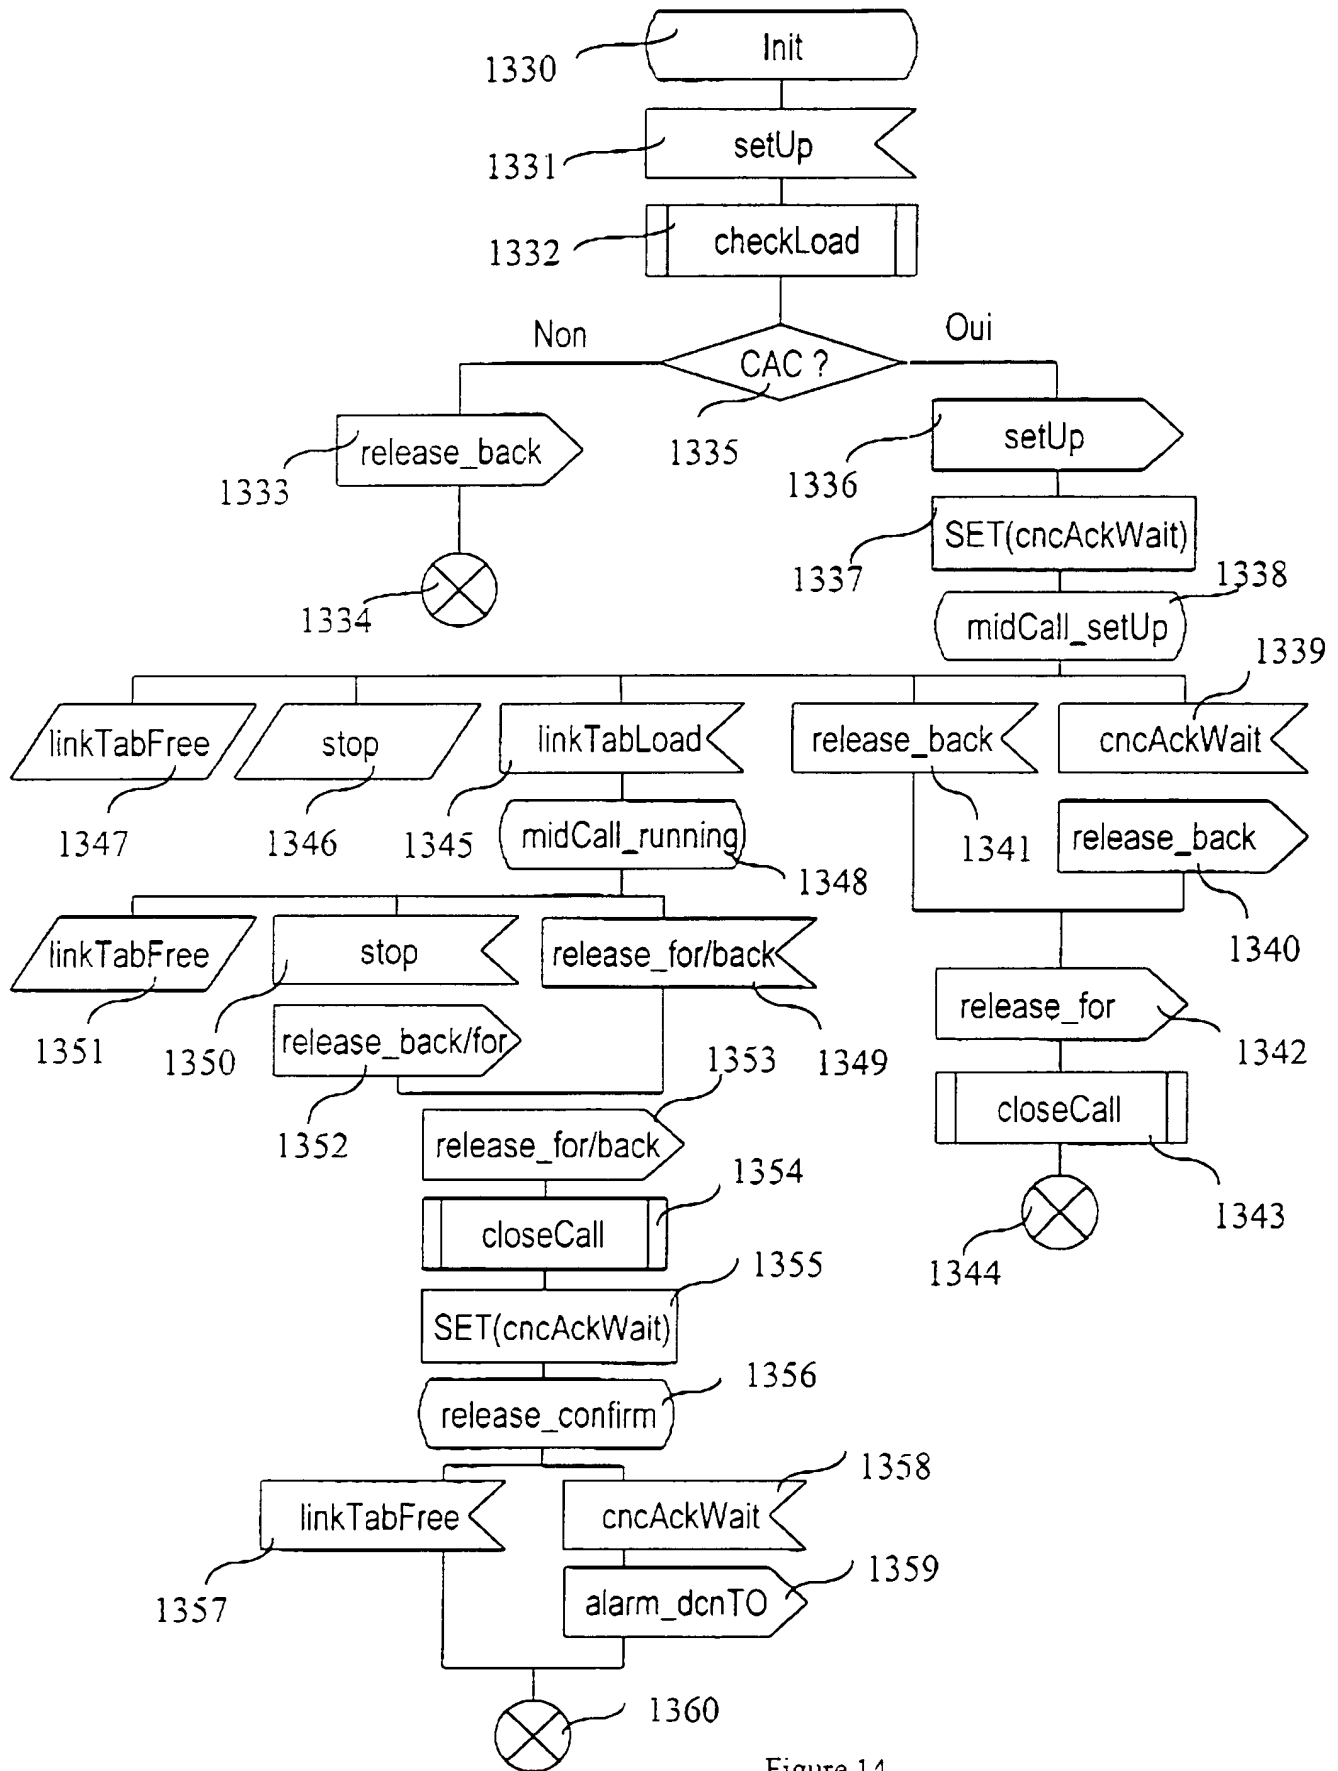 Init
1330
setUp
1331
checkLoad
1332
Non
Oui
CAC ?
1335
release_back
1333
setUp
1336
SET(cncAckWait)
1337
1334
1338
midCall_setUp
1339
linkTabFree
stop
linkTabLoad
release_back
cncAckWait
1347
1346
1345
midCall_running
1348
1341
release_back
1340
linkTabFree
stop
release_for/back
1351
1350
release_back/for
1349
1352
1353
release_for
1342
release_for/back
closeCall
1343
1354
closeCall
1344
1355
SET(cncAckWait)
1356
release_confirm
1358
linkTabFree
cncAckWait
1357
1359
alarm_dcnTO
1360
Figure 14